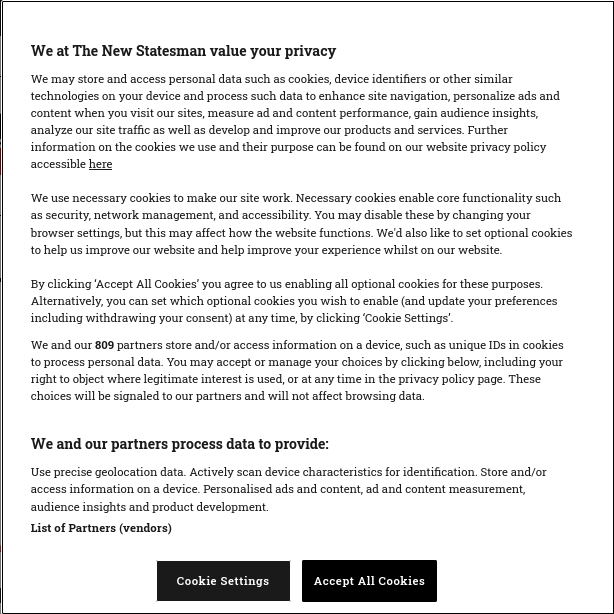 We at The New Statesman value your privacy
We may store and access personal data such as cookies, device identifiers or other similar
technologies on your device and process such data to enhance site navigation, personalize ads and
content when you visit our sites, measure ad and content performance, gain audience insights,
analyze our site traffic as well as develop and improve our products and services. Further
information on the cookies we use and their purpose can be found on our website privacy policy
accessible here
We use necessary cookies to make our site work. Necessary cookies enable core functionality such
as security, network management, and accessibility. You may disable these by changing your
browser settings, but this may affect how the website functions. We'd also like to set optional cookies
to help us improve our website and help improve your experience whilst on our website.
By clicking ‘Accept All Cookies’ you agree to us enabling all optional cookies for these purposes.
Alternatively, you can set which optional cookies you wish to enable (and update your preferences
including withdrawing your consent) at any time, by clicking ‘Cookie Settings’.
We and our 809 partners store and/or access information on a device, such as unique IDs in cookies
to process personal data. You may accept or manage your choices by clicking below, including your
right to object where legitimate interest is used, or at any time in the privacy policy page. These
choices will be signaled to our partners and will not affect browsing data.
We and our partners process data to provide:
Use precise geolocation data. Actively scan device characteristics for identification. Store and/or
access information on a device. Personalised ads and content, ad and content measurement,
audience insights and product development.
List of Partners (vendors)
Cookie Settings
Accept All Cookies